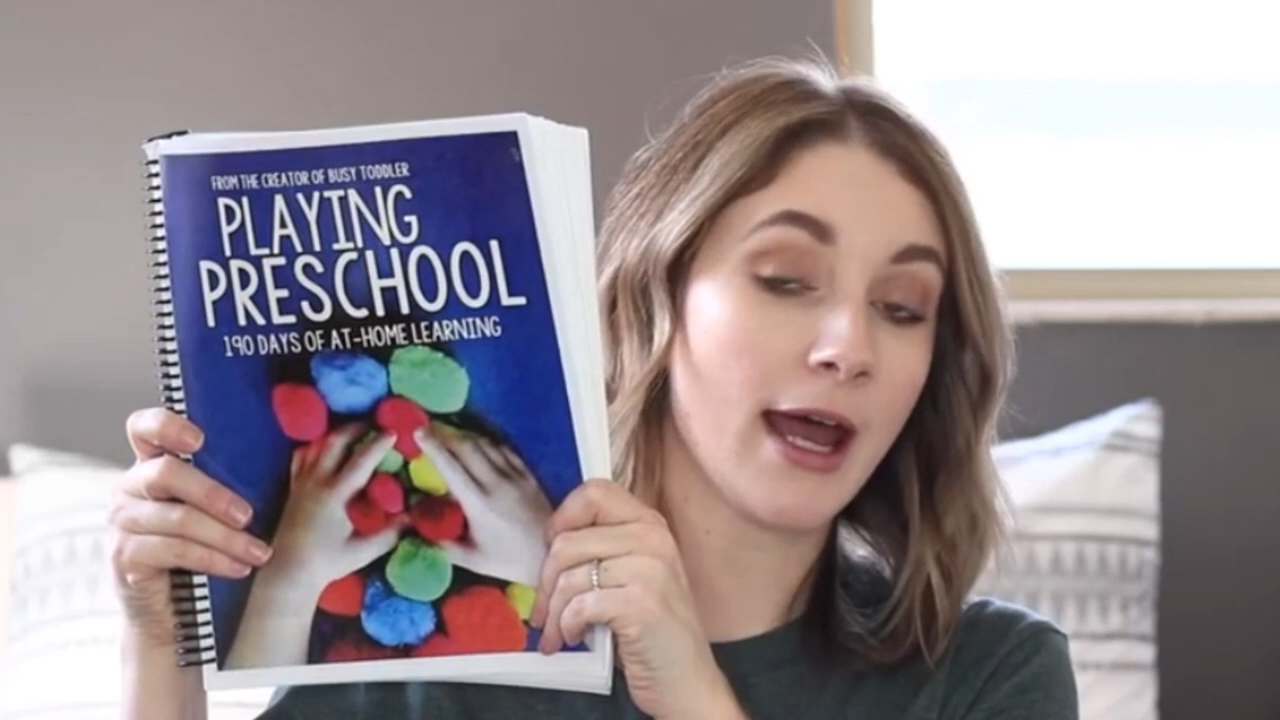 FROM THE CREATOR OF BUSY TODDLER
PLAYING
PRESCHOOL
190 DAYS OF AT-HOME LEARNING